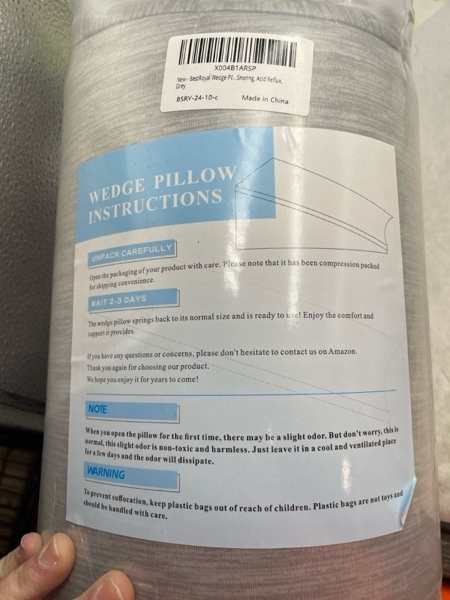 X004B1ARSP
New - BestRoyal Wedge Pil...Snoring, Acid Reflux,
Grey
BSRY-24-10-c Made in China
WEDGE PILLOW
INSTRUCTIONS
UNPACK CAREFULLY
Open the packaging of your product with care. Please note that it has been compression packed
for shipping convenience.
WAIT 2-3 DAYS
The wedge pillow springs back to its normal size and is ready to use! Enjoy the comfort and
support it provides.
If you have any questions or concerns, please don't hesitate to contact us on Amazon.
Thank you again for choosing our product.
We hope you enjoy it for years to come!
NOTE
When you open the pillow for the first time, there may be a slight odor. But don't worry, this is
normal, this slight odor is non-toxic and harmless. Just leave it in a cool and ventilated place
for a few days and the odor will dissipate.
WARNING
To prevent suffocation, keep plastic bags out of reach of children. Plastic bags are not toys and
should be handled with care.